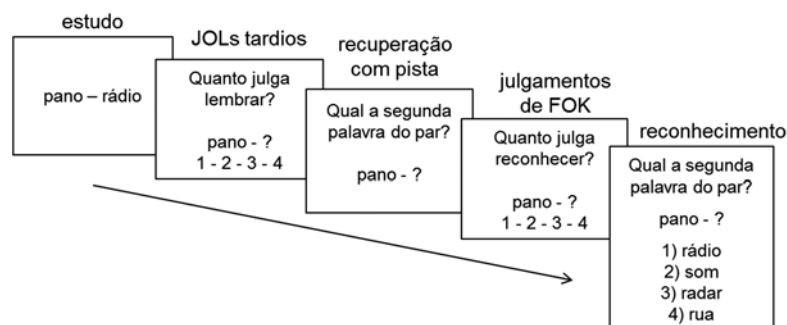 estudo
pano – rádio
JOLs tardios
Quanto julga
lembrar?
pano - ?
1 - 2 - 3 - 4
recuperação
com pista
Qual a segunda
palavra do par?
pano - ?
julgamentos
de FOK
Quanto julga
reconhecer?
pano - ?
1 - 2 - 3 - 4
reconhecimento
Qual a segunda
palavra do par?
pano - ?
1) rádio
2) som
3) radar
4) rua